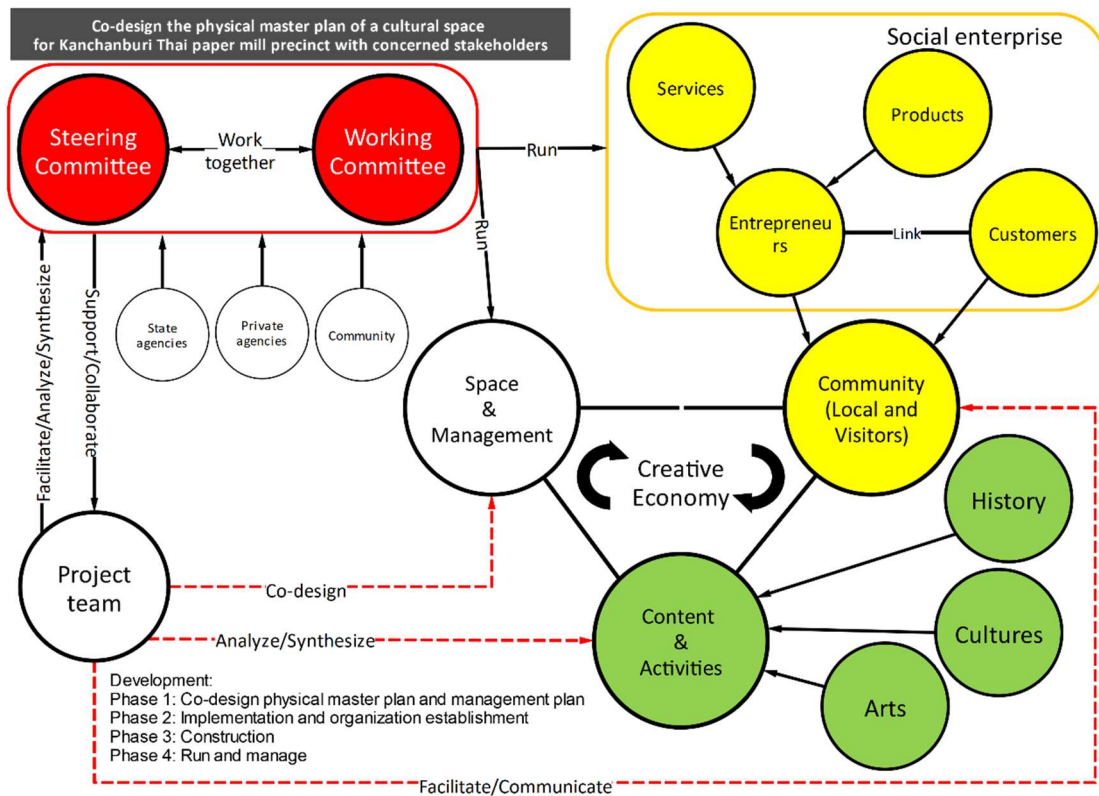 Co-design the physical master plan of a cultural space
for Kanchanburi Thai paper mill precinct with concerned stakeholders
Social enterprise
Services
Products
Steering
Committee
Work
together
Working
Committee
Run
Entrepreneu
rs
Link
Customers
Run
State
agencies
Private
agencies
Community
Facilitate/Analyze/Synthesize
Support/Collaborate
Space
&
Management
Community
(Local and
Visitors)
Creative
Economy
History
Project
team
Co-design
Analyze/Synthesize
Content
&
Activities
Cultures
Arts
Development:
Phase 1: Co-design physical master plan and management plan
Phase 2: Implementation and organization establishment
Phase 3: Construction
Phase 4: Run and manage
Facilitate/Communicate